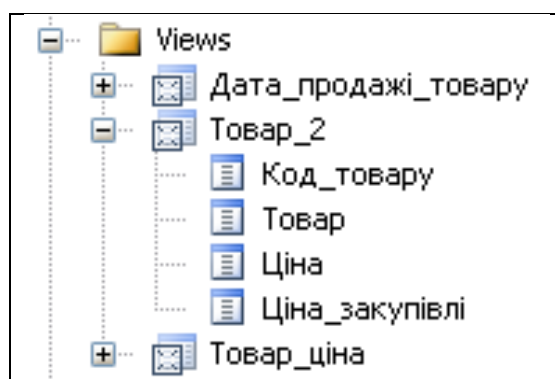 Views
Дата_продажі_товару
Товар_2
Код_товару
Товар
Ціна
Ціна_закупівлі
Товар_ціна